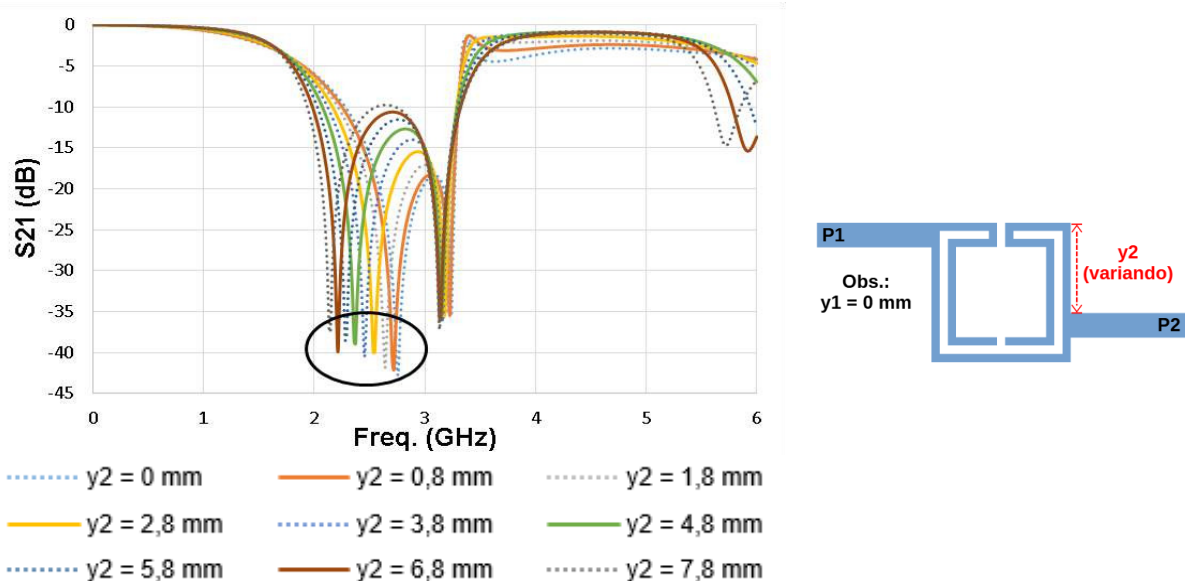 S21 (dB)
0
-5
-10
-15
-20
-25
-30
-35
-40
-45
0 1 2 3 4 5 6
Freq. (GHz)
y2 = 0 mm y2 = 0,8 mm y2 = 1,8 mm
y2 = 2,8 mm y2 = 3,8 mm y2 = 4,8 mm
y2 = 5,8 mm y2 = 6,8 mm y2 = 7,8 mm
P1
Obs.:
y1 = 0 mm
y2
(variando)
P2